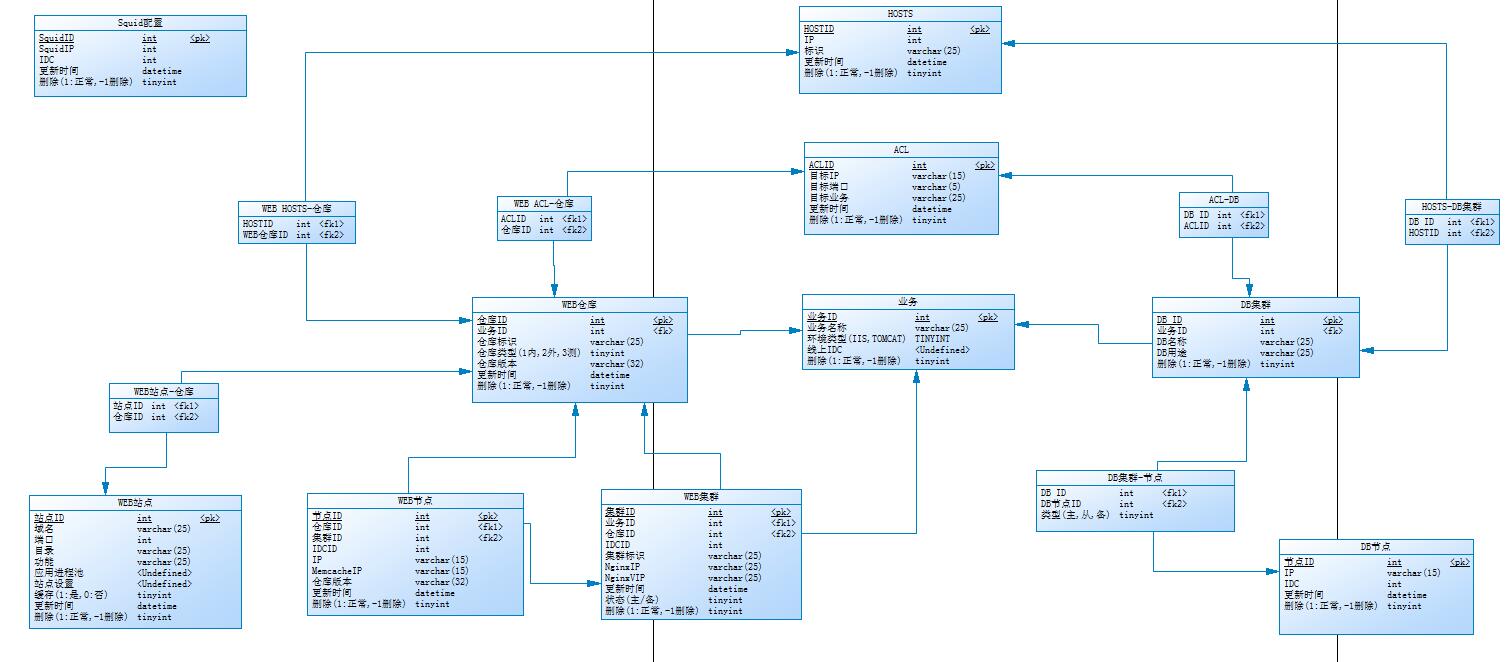 Squid配置
SquidID int <pk>
SquidIP int
IDC int
更新时间 datetime
删除(1:正常,-1删除) tinyint
HOSTS
HOSTID int <pk>
IP int
标识 varchar(25)
更新时间 datetime
删除(1:正常,-1删除) tinyint
ACL
ACLID int <pk>
目标IP varchar(15)
目标端口 varchar(5)
目标业务 varchar(25)
更新时间 datetime
删除(1:正常,-1删除) tinyint
WEB HOSTS-仓库
HOSTID int <fk1>
WEB仓库ID int <fk2>
WEB ACL-仓库
ACLID int <fk1>
仓库ID int <fk2>
ACL-DB
DB ID int <fk1>
ACLID int <fk2>
HOSTS-DB集群
DB ID int <fk1>
HOSTID int <fk2>
WEB仓库
仓库ID int <pk>
业务ID int <fk>
仓库标识 varchar(25)
仓库类型(1内,2外,3测) tinyint
仓库版本 varchar(32)
更新时间 datetime
删除(1:正常,-1删除) tinyint
业务
业务ID int <pk>
业务名称 varchar(25)
环境类型(IIS,TOMCAT) TINYINT
线上IDC <Undefined>
删除(1:正常,-1删除) tinyint
DB集群
DB ID int <pk>
业务ID int <fk>
DB名称 varchar(25)
DB用途 varchar(25)
删除(1:正常,-1删除) tinyint
WEB站点-仓库
站点ID int <fk1>
仓库ID int <fk2>
WEB站点
站点ID int <pk>
域名 varchar(25)
端口 int
目录 varchar(25)
功能 varchar(25)
应用进程池 <Undefined>
站点设置 <Undefined>
缓存(1:是,0:否) tinyint
更新时间 datetime
删除(1:正常,-1删除) tinyint
WEB节点
节点ID int <pk>
仓库ID int <fk1>
集群ID int <fk2>
IDCID int
IP varchar(15)
MemcacheIP varchar(15)
仓库版本 varchar(32)
更新时间 datetime
删除(1:正常,-1删除) tinyint
WEB集群
集群ID int <pk>
业务ID int <fk1>
仓库ID int <fk2>
IDCID int
集群标识 varchar(25)
NginxIP varchar(25)
NginxVIP varchar(25)
更新时间 datetime
状态(主/备) tinyint
删除(1:正常,-1删除) tinyint
DB集群-节点
DB ID int <fk1>
DB节点ID int <fk2>
类型(主,从,备) tinyint
DB节点
节点ID int <pk>
IP varchar(15)
IDC int
更新时间 datetime
删除(1:正常,-1删除) tinyint